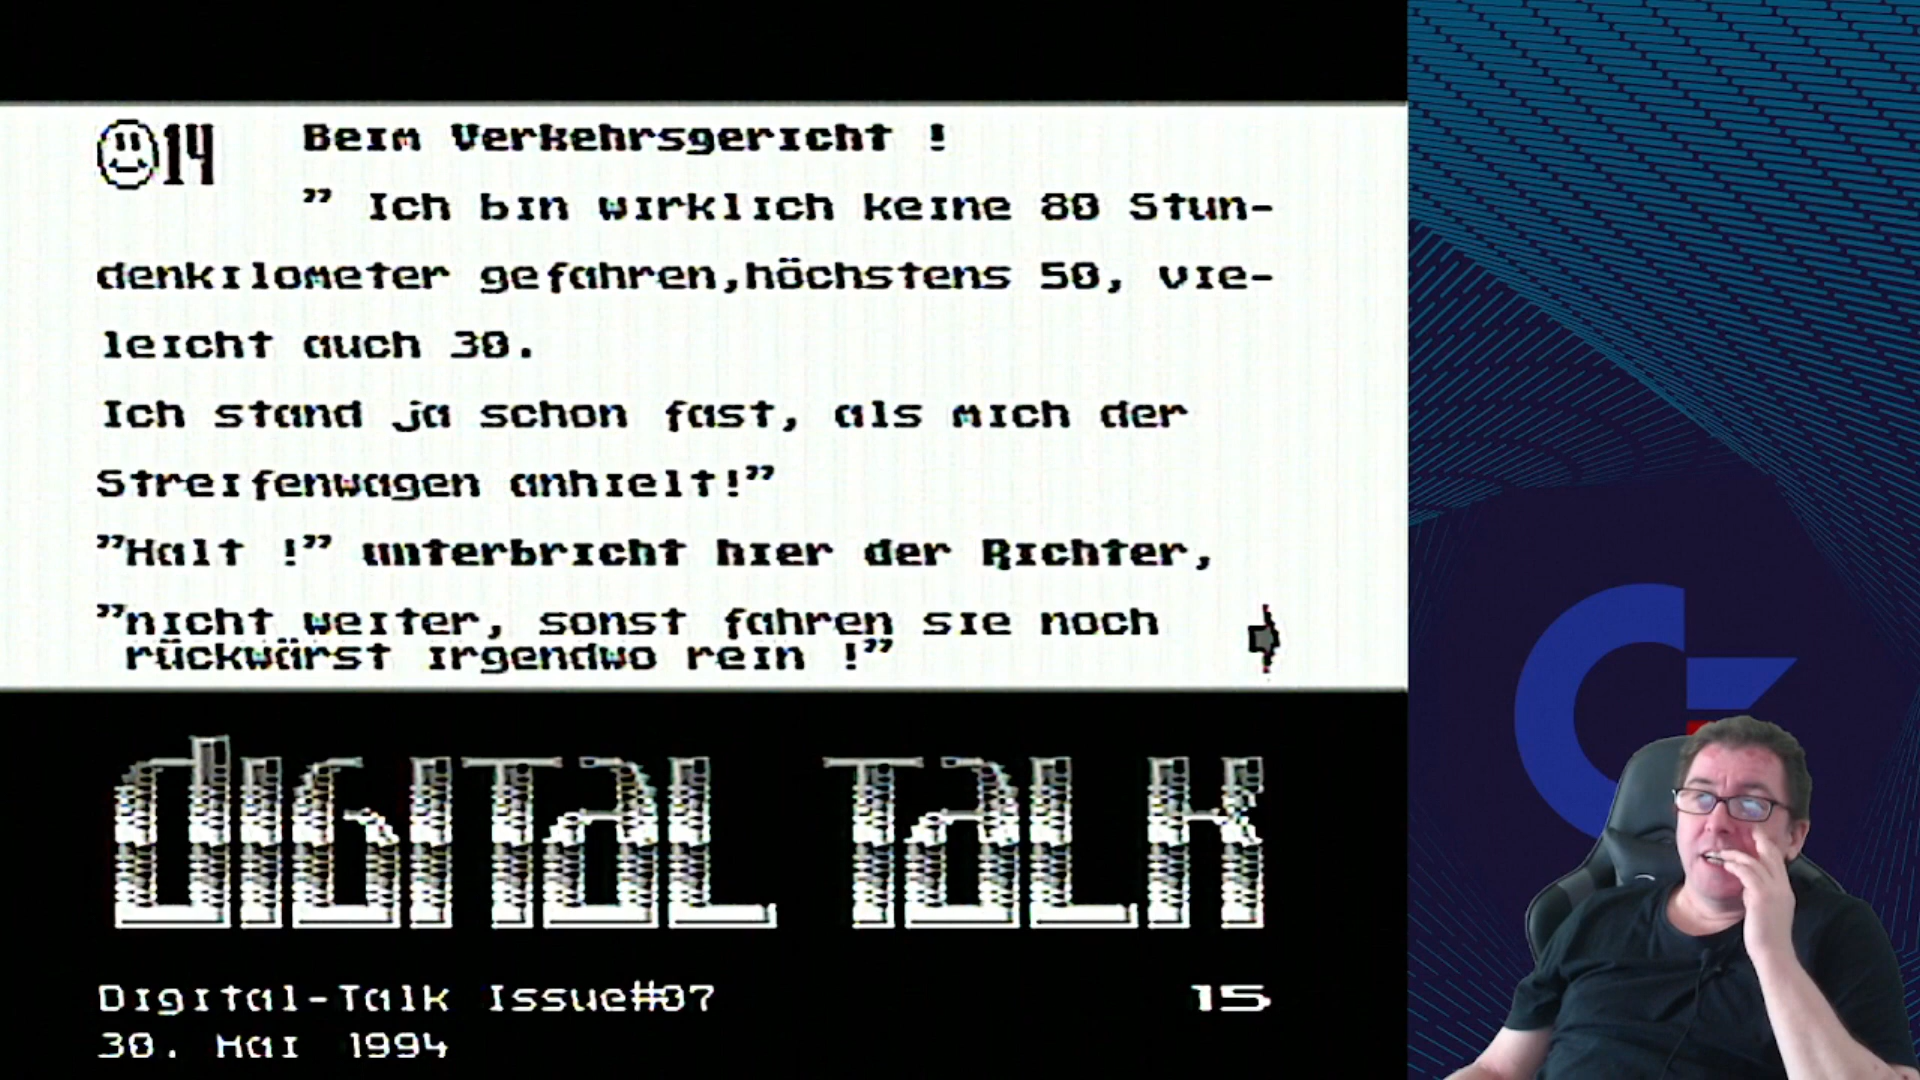 14 Beim Verkehrsgericht !
” Ich bin wirklich keine 80 Stun-
denkilometer gefahren,höchstens 50, vie-
leicht auch 30.
Ich stand ja schon fast, als mich der
Streifenwagen anhielt!”
”Halt !” unterbricht hier der Richter,
”nicht weiter, sonst fahren sie noch
rückwärst irgendwo rein !”
DIGITAL TALK
Digital-Talk Issue#07 15
30. Mai 1994